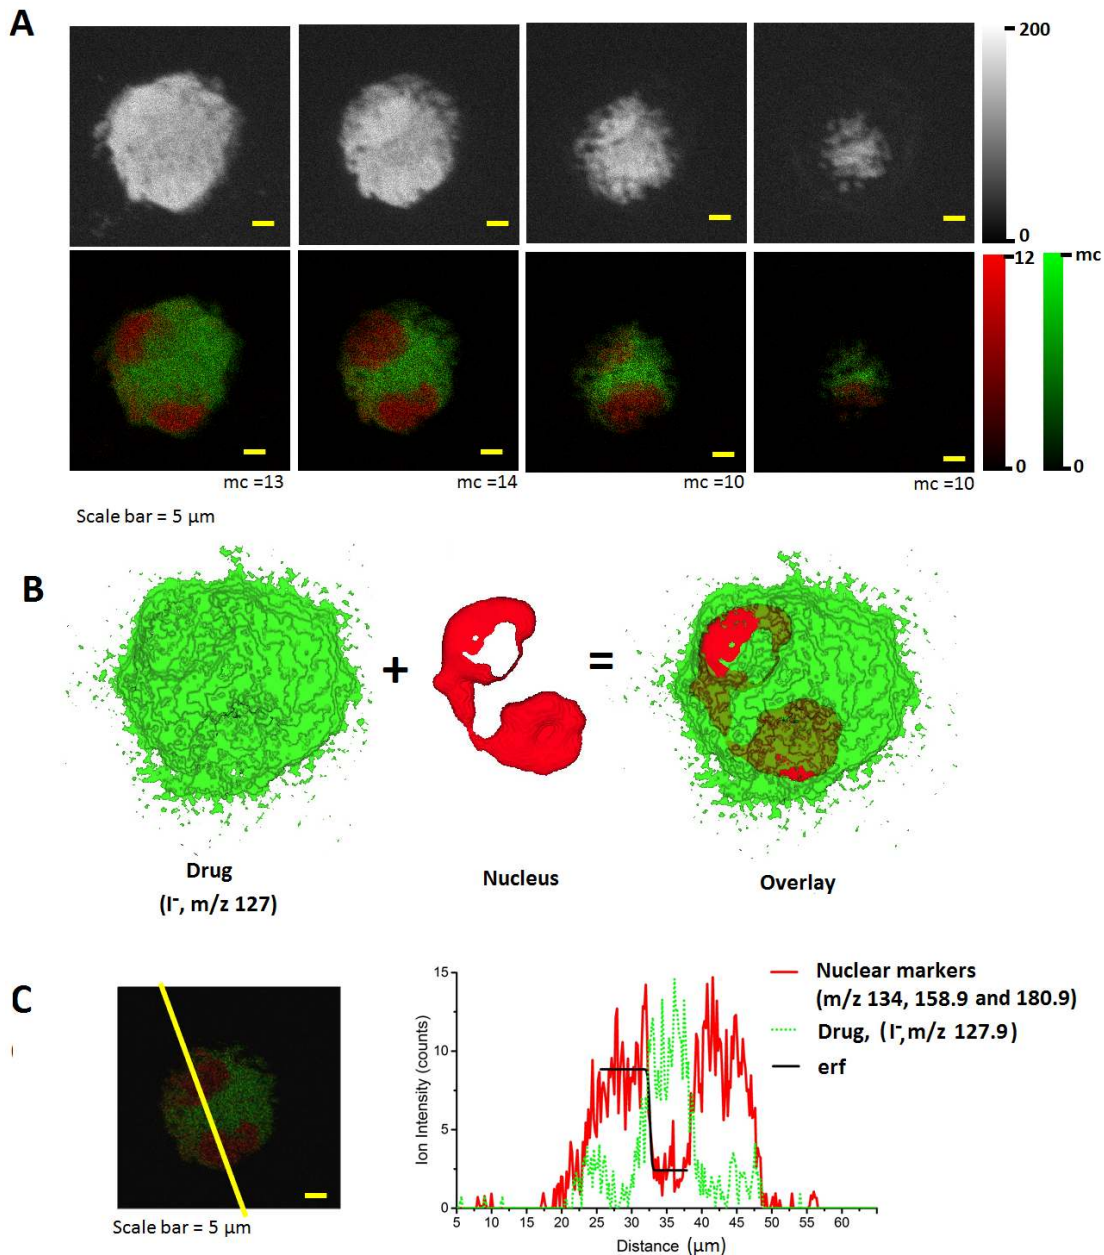 A
200
0
12
mc
0
0
mc =13
mc =14
mc =10
mc =10
Scale bar = 5 µm
B
+
=
Drug
(I⁻, m/z 127)
Nucleus
Overlay
C
Scale bar = 5 µm
Ion Intensity (counts)
15
10
5
0
5 10 15 20 25 30 35 40 45 50 55 60
Distance (µm)
Nuclear markers
(m/z 134, 158.9 and 180.9)
Drug, (I⁻,m/z 127.9)
erf